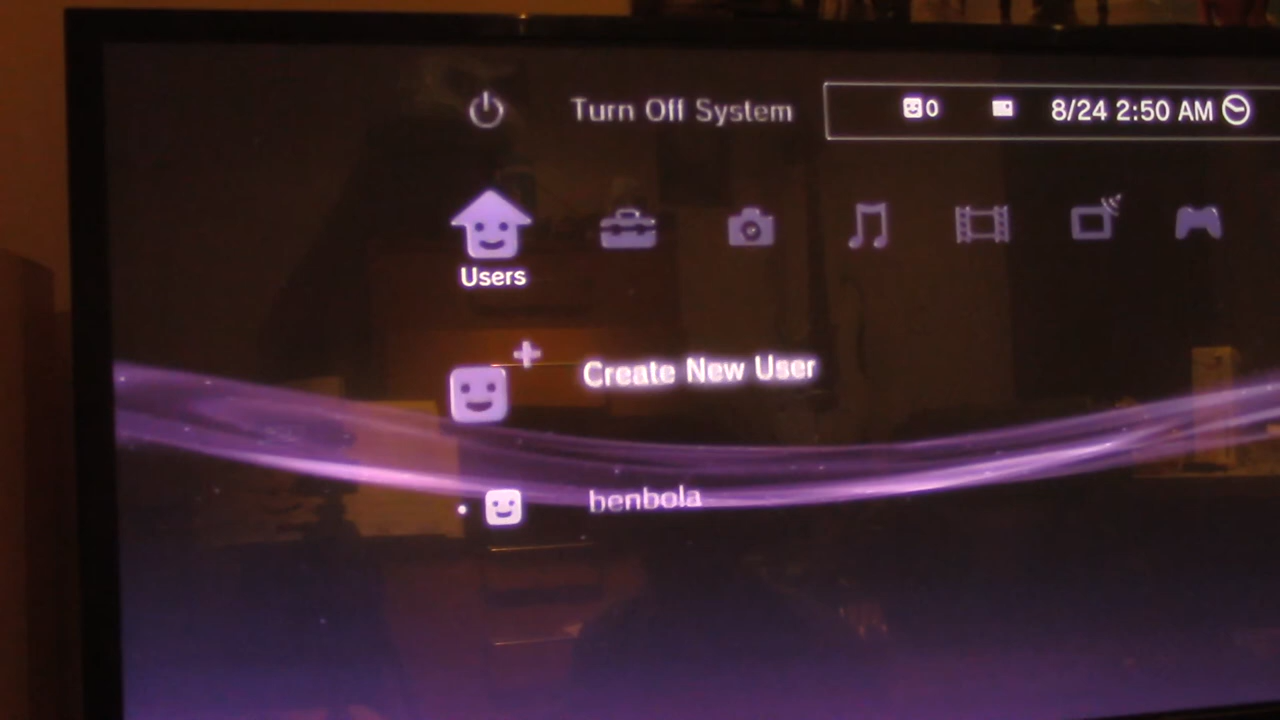 Turn Off System
0 8/24 2:50 AM
Users
Create New User
benbola